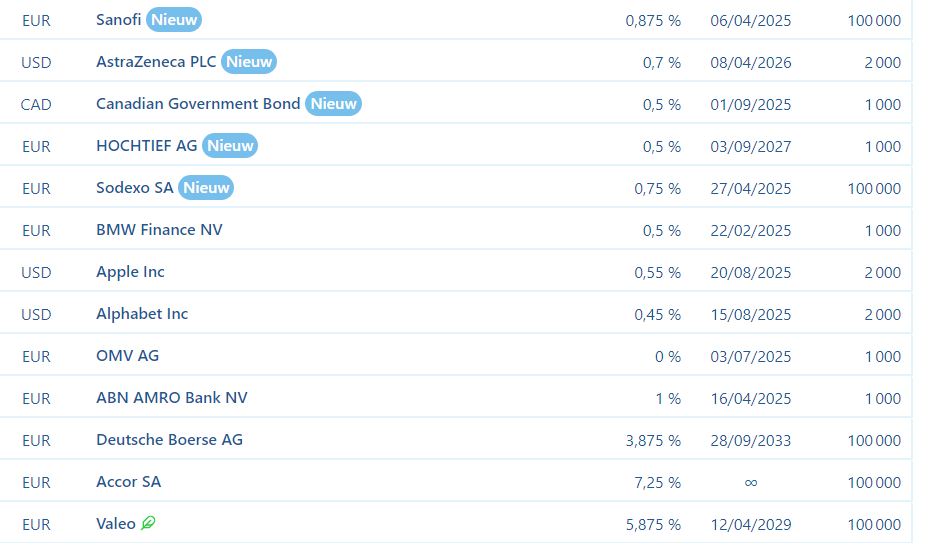 EUR Sanofi Nieuw 0,875 % 06/04/2025 100 000
USD AstraZeneca PLC Nieuw 0,7 % 08/04/2026 2 000
CAD Canadian Government Bond Nieuw 0,5 % 01/09/2025 1 000
EUR HOCHTIEF AG Nieuw 0,5 % 03/09/2027 1 000
EUR Sodexo SA Nieuw 0,75 % 27/04/2025 100 000
EUR BMW Finance NV 0,5 % 22/02/2025 1 000
USD Apple Inc 0,55 % 20/08/2025 2 000
USD Alphabet Inc 0,45 % 15/08/2025 2 000
EUR OMV AG 0 % 03/07/2025 1 000
EUR ABN AMRO Bank NV 1 % 16/04/2025 1 000
EUR Deutsche Boerse AG 3,875 % 28/09/2033 100 000
EUR Accor SA 7,25 % ∞ 100 000
EUR Valeo 5,875 % 12/04/2029 100 000